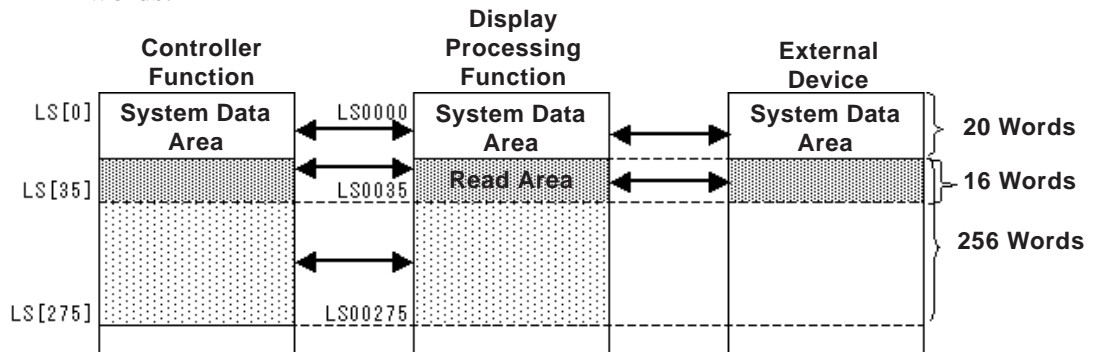 words.
Controller
Function
Display
Processing
Function
External
Device
LS[0]
System Data
Area
LS0000
System Data
Area
System Data
Area
20 Words
LS[35]
LS0035
Read Area
16 Words
256 Words
LS[275]
LS00275